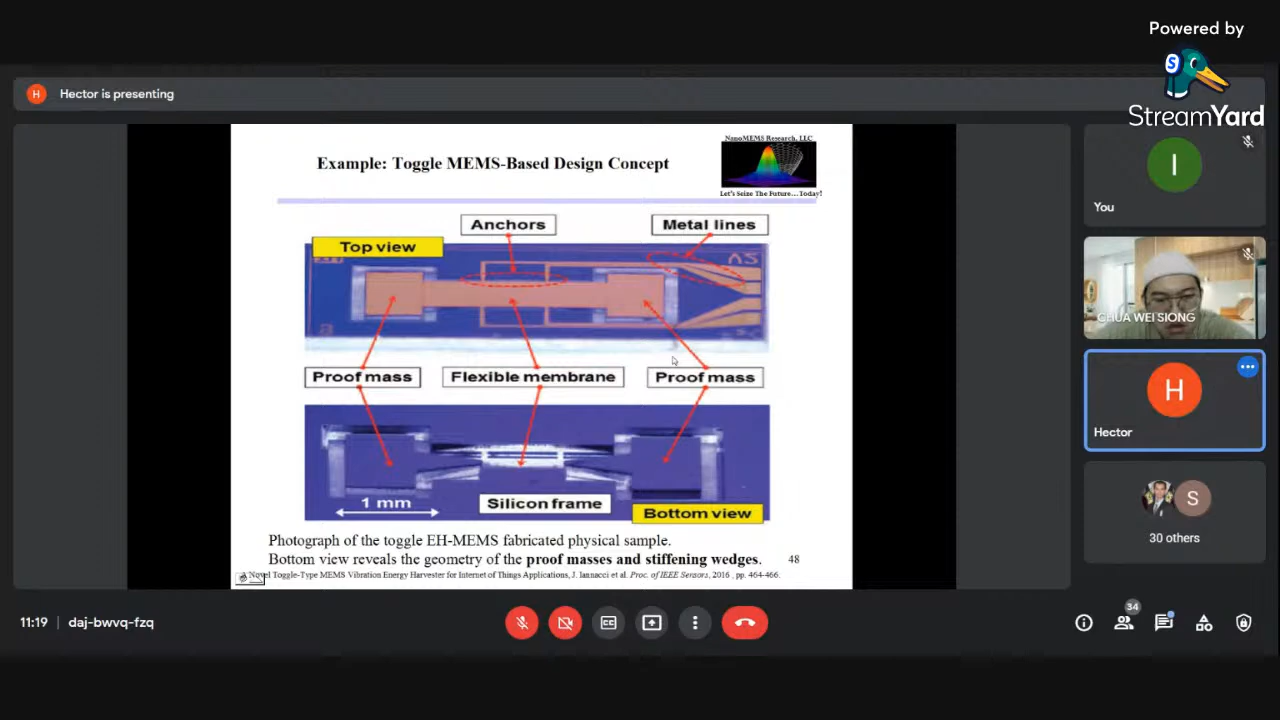 Powered by
S
StreamYard
H
Hector is presenting
Example: Toggle MEMS-Based Design Concept
NanoMEMS Research, LLC
Let's Seize The Future…Today!
Anchors
Metal lines
Top view
Proof mass
Flexible membrane
Proof mass
1 mm
Silicon frame
Bottom view
Photograph of the toggle EH-MEMS fabricated physical sample.
Bottom view reveals the geometry of the proof masses and stiffening wedges.
48
A Novel Toggle-Type MEMS Vibration Energy Harvester for Internet of Things Applications, J. Iannacci et al. Proc. of IEEE Sensors, 2016 , pp. 464-466.
I
You
CHUA WEI SIONG
H
Hector
S
30 others
11:19 | daj-bwvq-fzq
34